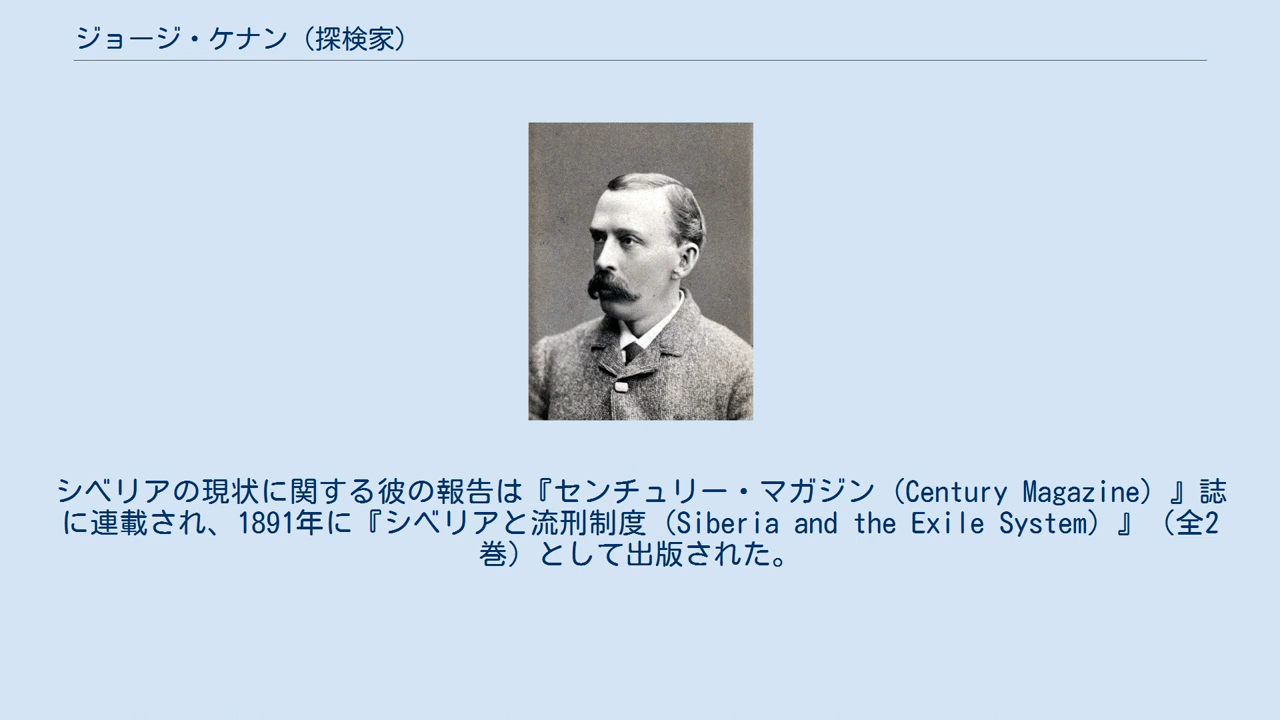 ジョージ・ケナン（探検家）
シベリアの現状に関する彼の報告は『センチュリー・マガジン（Century Magazine）』誌
に連載され、1891年に『シベリアと流刑制度（Siberia and the Exile System）』（全2
巻）として出版された。